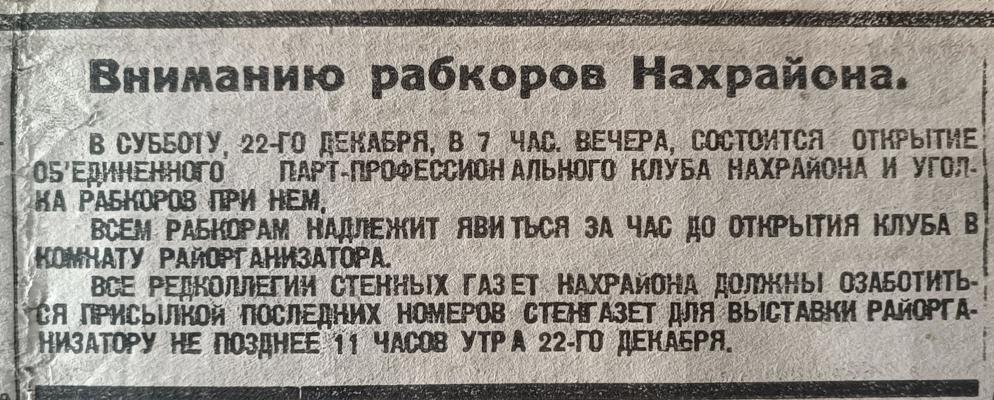 Вниманию рабкоров Нахрайона.
В СУББОТУ, 22-ГО ДЕКАБРЯ, В 7 ЧАС. ВЕЧЕРА, СОСТОИТСЯ ОТКРЫТИЕ
ОБ'ЕДИНЕННОГО ПАРТ-ПРОФЕССИОНАЛЬНОГО КЛУБА НАХРАЙОНА И УГОЛ-
КА РАБКОРОВ ПРИ НЕМ.
ВСЕМ РАБКОРАМ НАДЛЕЖИТ ЯВИТЬСЯ ЗА ЧАС ДО ОТКРЫТИЯ КЛУБА В
КОМНАТУ РАЙОРГАНИЗАТОРА.
ВСЕ РЕДКОЛЛЕГИИ СТЕННЫХ ГАЗЕТ НАХРАЙОНА ДОЛЖНЫ ОЗАБОТИТЬ-
СЯ ПРИСЫЛКОЙ ПОСЛЕДНИХ НОМЕРОВ СТЕНГАЗЕТ ДЛЯ ВЫСТАВКИ РАЙОРГА-
НИЗАТОРУ НЕ ПОЗДНЕЕ 11 ЧАСОВ УТРА 22-ГО ДЕКАБРЯ.